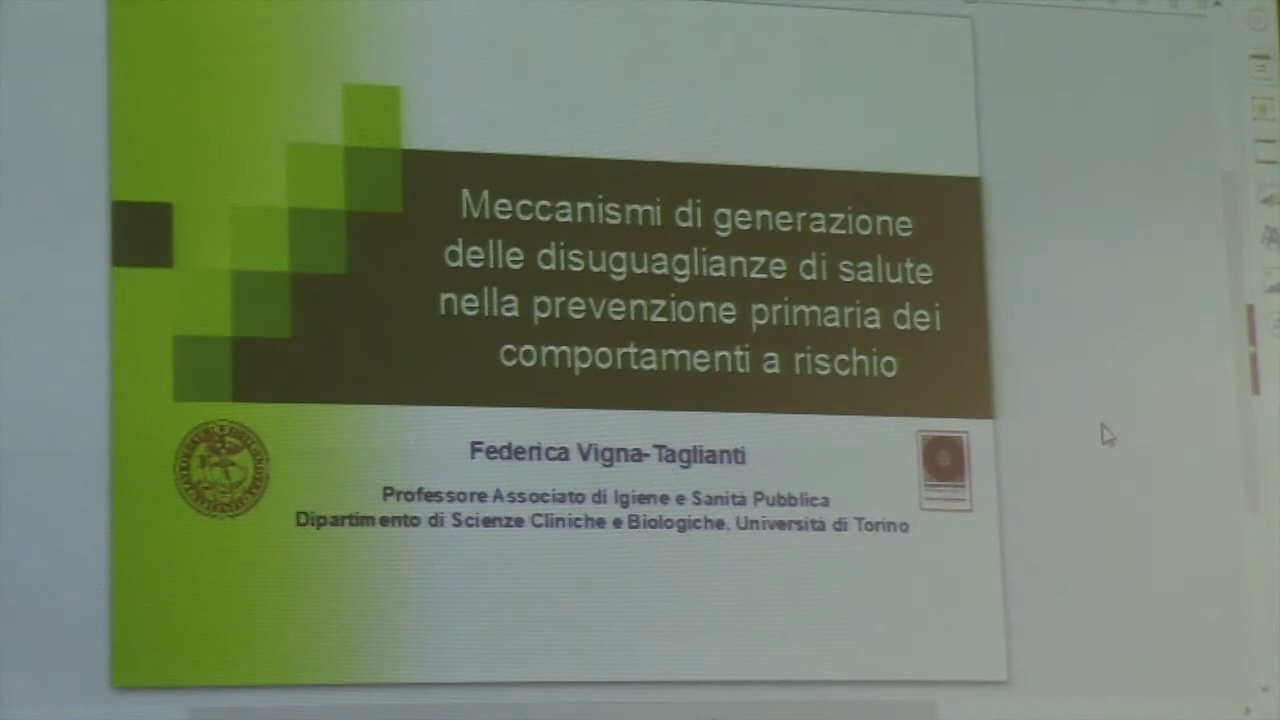 Meccanismi di generazione
delle disuguaglianze di salute
nella prevenzione primaria dei
comportamenti a rischio
Federica Vigna-Taglianti
Professore Associato di Igiene e Sanità Pubblica
Dipartimento di Scienze Cliniche e Biologiche, Università di Torino